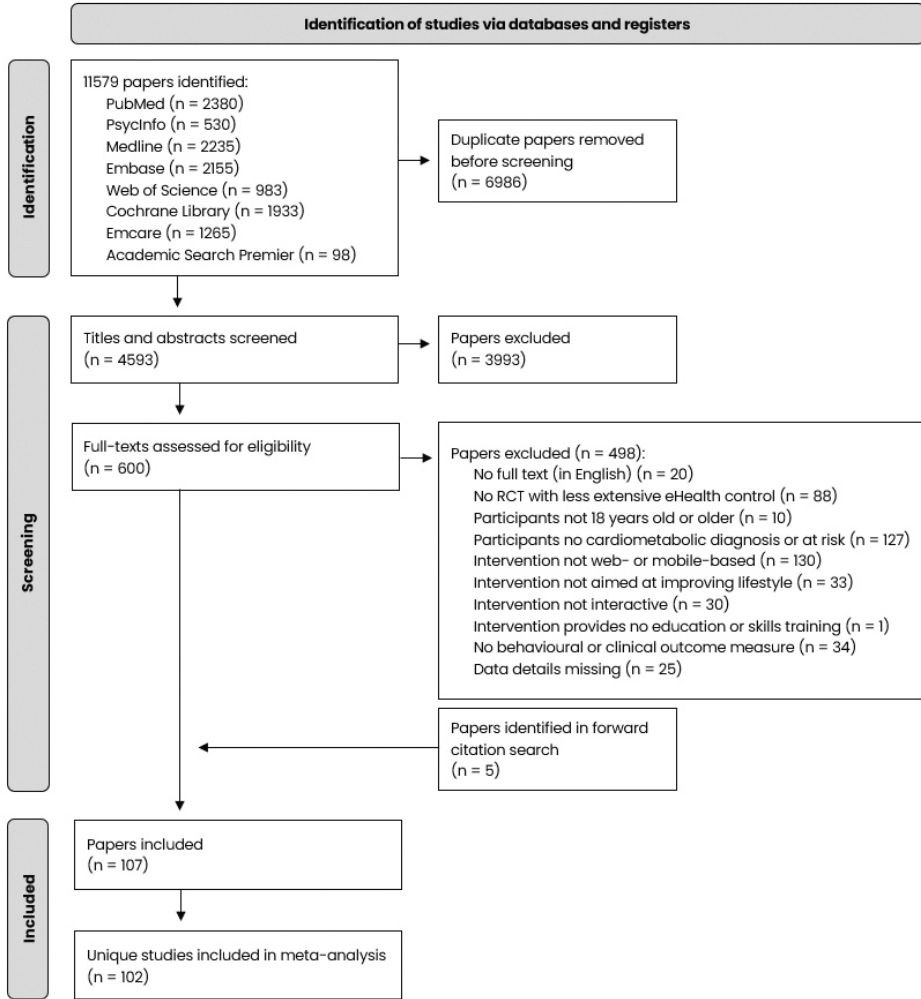 Identification of studies via databases and registers
Identification
11579 papers identified:
PubMed (n = 2380)
PsycInfo (n = 530)
Medline (n = 2235)
Embase (n = 2155)
Web of Science (n = 983)
Cochrane Library (n = 1933)
Emcare (n = 1265)
Academic Search Premier (n = 98)
Duplicate papers removed
before screening
(n = 6986)
Screening
Titles and abstracts screened
(n = 4593)
Papers excluded
(n = 3993)
Full-texts assessed for eligibility
(n = 600)
Papers excluded (n = 498):
No full text (in English) (n = 20)
No RCT with less extensive eHealth control (n = 88)
Participants not 18 years old or older (n = 10)
Participants no cardiometabolic diagnosis or at risk (n = 127)
Intervention not web- or mobile-based (n = 130)
Intervention not aimed at improving lifestyle (n = 33)
Intervention not interactive (n = 30)
Intervention provides no education or skills training (n = 1)
No behavioural or clinical outcome measure (n = 34)
Data details missing (n = 25)
Papers identified in forward
citation search
(n = 5)
Included
Papers included
(n = 107)
Unique studies included in meta-analysis
(n = 102)